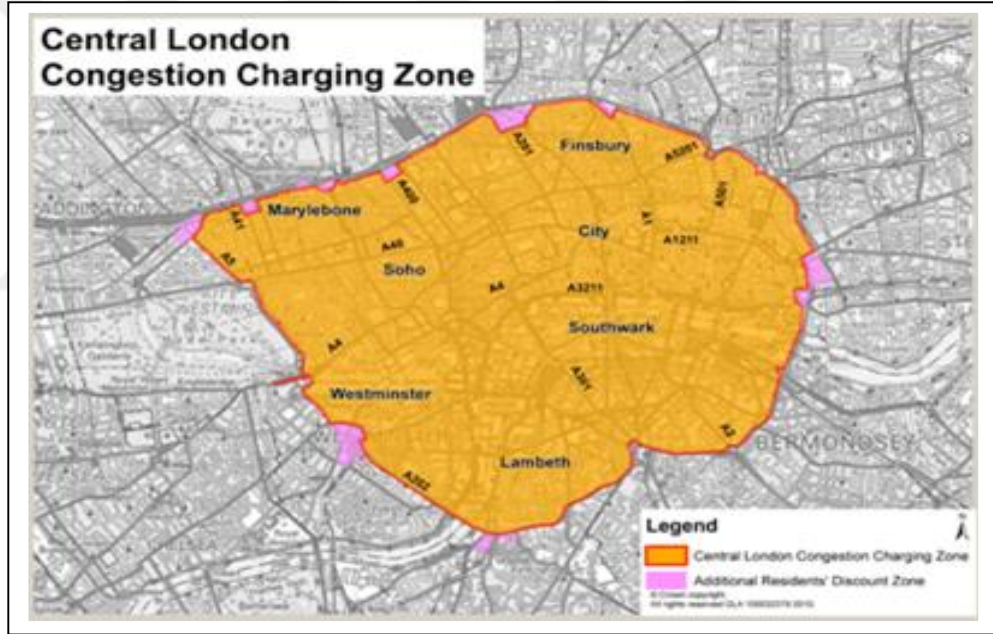 Central London
Congestion Charging Zone
A201
Finsbury
A5201
A400
A501
Marylebone
A41
City
A1
A1211
A40
Soho
A5
A4
A3211
Southwark
A4
A301
Westminster
A2
BERMONDSEY
Lambeth
A202
Legend
Central London Congestion Charging Zone
Additional Residents' Discount Zone
© Crown copyright